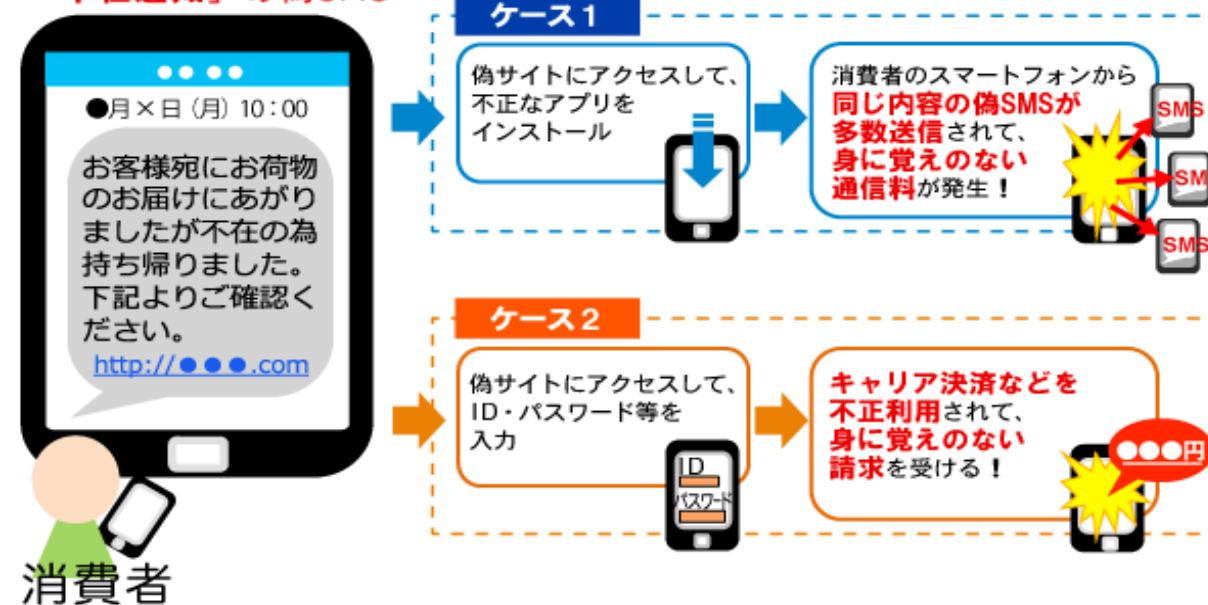 ●月×日(月) 10:00
お客様宛にお荷物
のお届けにあがり
ましたが不在の為
持ち帰りました。
下記よりご確認く
ださい。
http://●●●.com
消費者
ケース1
偽サイトにアクセスして、
不正なアプリを
インストール
消費者のスマートフォンから
同じ内容の偽SMSが
多数送信されて、
身に覚えのない
通信料が発生!
SMS
SM
SMS
ケース2
偽サイトにアクセスして、
ID・パスワード等を
入力
ID
パスワード
キャリア決済などを
不正利用されて、
身に覚えのない
請求を受ける!
●●●円